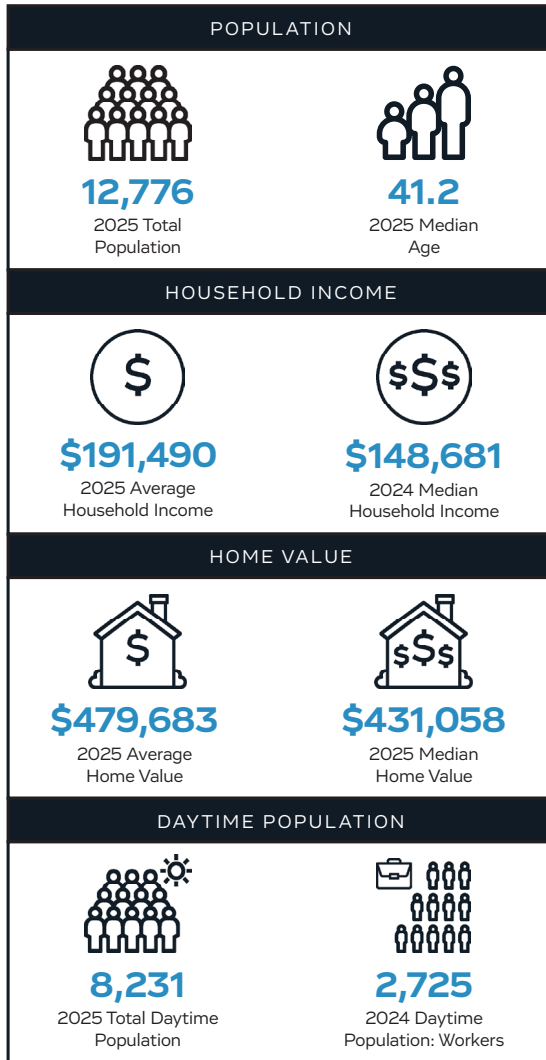 POPULATION
12,776
2025 Total
Population
41.2
2025 Median
Age
HOUSEHOLD INCOME
$
$191,490
2025 Average
Household Income
$$$
$148,681
2024 Median
Household Income
HOME VALUE
$
$479,683
2025 Average
Home Value
$$$
$431,058
2025 Median
Home Value
DAYTIME POPULATION
8,231
2025 Total Daytime
Population
2,725
2024 Daytime
Population: Workers